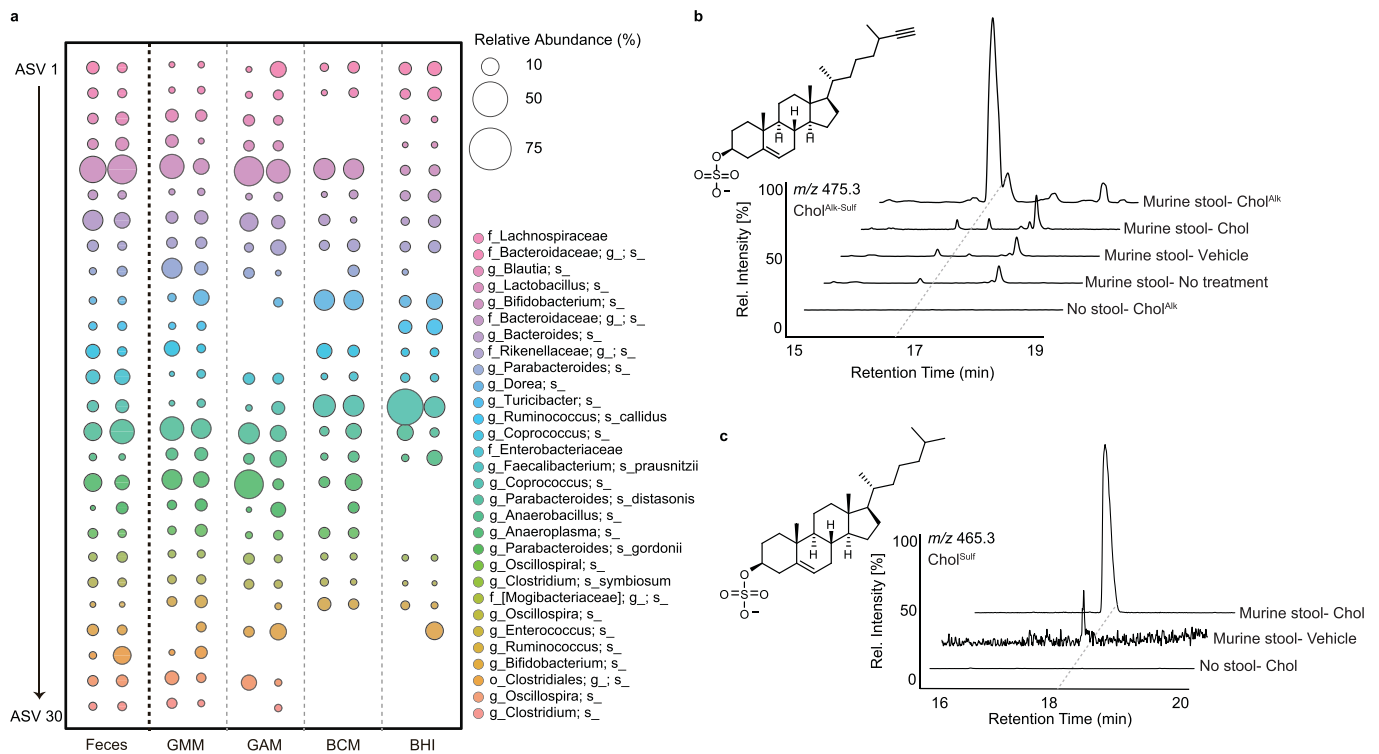 a
Relative Abundance (%)
10
50
75
ASV 1
ASV 30
Feces
GMM
GAM
BCM
BHI
f_Lachnospiraceae
f_Bacteroidaceae; g_; s_
g_Blautia; s_
g_Lactobacillus; s_
g_Bifidobacterium; s_
f_Bacteroidaceae; g_; s_
g_Bacteroides; s_
f_Rikenellaceae; g_; s_
g_Parabacteroides; s_
g_Dorea; s_
g_Turicibacter; s_
g_Ruminococcus; s_callidus
g_Coprococcus; s_
f_Enterobacteriaceae
g_Faecalibacterium; s_prausnitzii
g_Coprococcus; s_
g_Parabacteroides; s_distasonis
g_Anaerobacillus; s_
g_Anaeroplasma; s_
g_Parabacteroides; s_gordonii
g_Oscillospiral; s_
g_Clostridium; s_symbiosum
f_[Mogibacteriaceae]; g_; s_
g_Oscillospira; s_
g_Enterococcus; s_
g_Ruminococcus; s_
g_Bifidobacterium; s_
o_Clostridiales; g_; s_
g_Oscillospira; s_
g_Clostridium; s_
b
H
H
H
O
O=S=O
O−
m/z 475.3
Chol^Alk-Sulf
Rel. Intensity [%]
100
50
0
15
17
19
Retention Time (min)
Murine stool- Chol^Alk
Murine stool- Chol
Murine stool- Vehicle
Murine stool- No treatment
No stool- Chol^Alk
c
H
H
H
O
O=S=O
O−
m/z 465.3
Chol^Sulf
Rel. Intensity [%]
100
50
0
16
18
20
Retention Time (min)
Murine stool- Chol
Murine stool- Vehicle
No stool- Chol